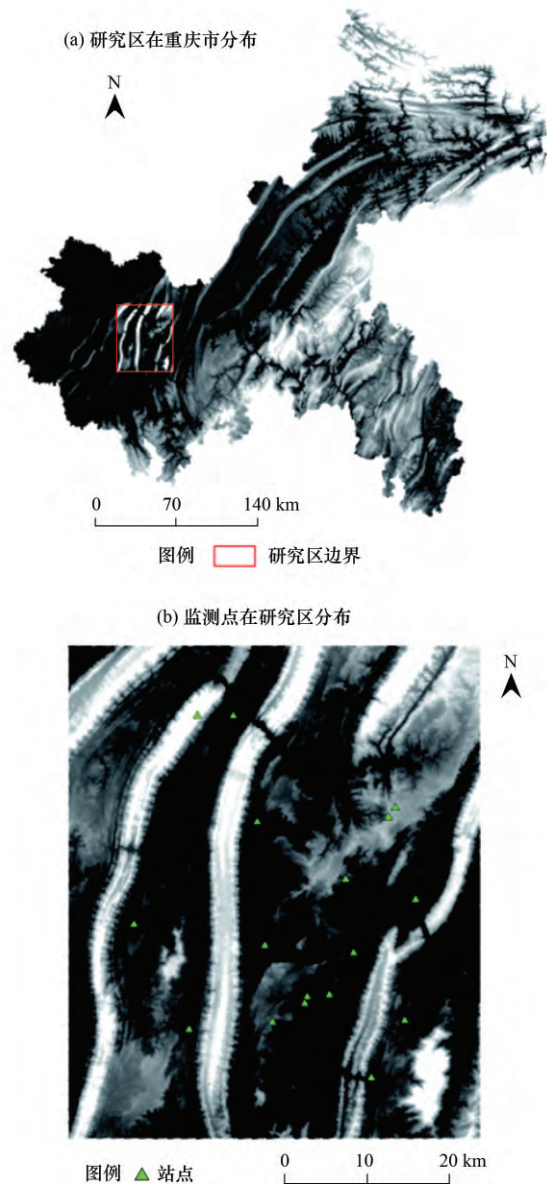 (a) 研究区在重庆市分布
N
0 70 140 km
图例 研究区边界
(b) 监测点在研究区分布
N
图例 站点 0 10 20 km